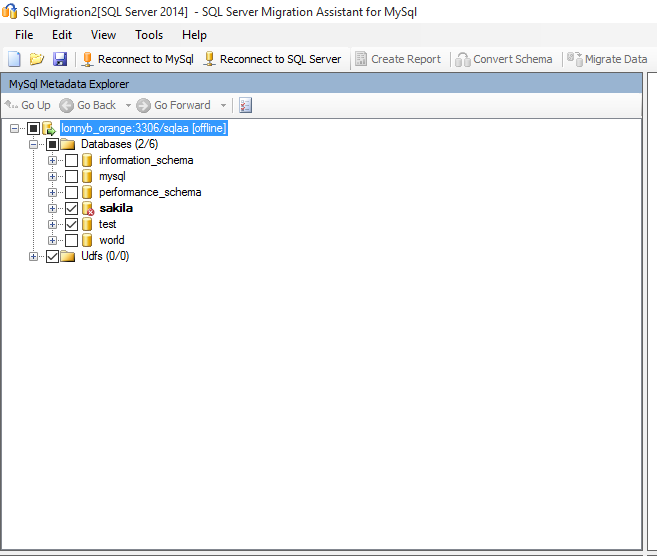 SqlMigration2[SQL Server 2014] - SQL Server Migration Assistant for MySql
File Edit View Tools Help
Reconnect to MySql Reconnect to SQL Server Create Report Convert Schema Migrate Data
MySql Metadata Explorer
Go Up Go Back Go Forward
lonnyb_orange:3306/sqlaa [offline]
Databases (2/6)
information_schema
mysql
performance_schema
sakila
test
world
Udfs (0/0)